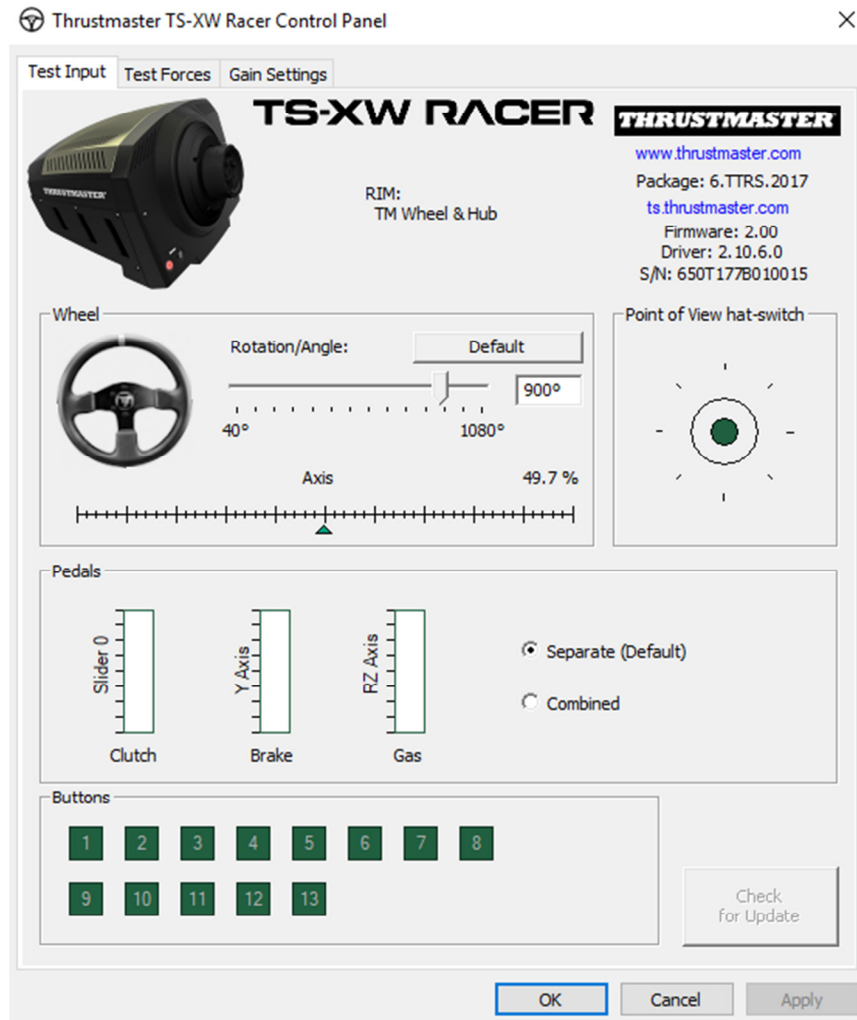 Thrustmaster TS-XW Racer Control Panel
Test Input Test Forces Gain Settings
TS-XW RACER
THRUSTMASTER
THRUSTMASTER
www.thrustmaster.com
RIM:
TM Wheel & Hub
Package: 6.TTRS.2017
ts.thrustmaster.com
Firmware: 2.00
Driver: 2.10.6.0
S/N: 650T177B010015
Wheel
Rotation/Angle:
Default
900°
40°
1080°
Axis
49.7 %
Point of View hat-switch
Pedals
Slider 0
Clutch
Y Axis
Brake
RZ Axis
Gas
Separate (Default)
Combined
Buttons
1 2 3 4 5 6 7 8
9 10 11 12 13
Check
for Update
OK Cancel Apply